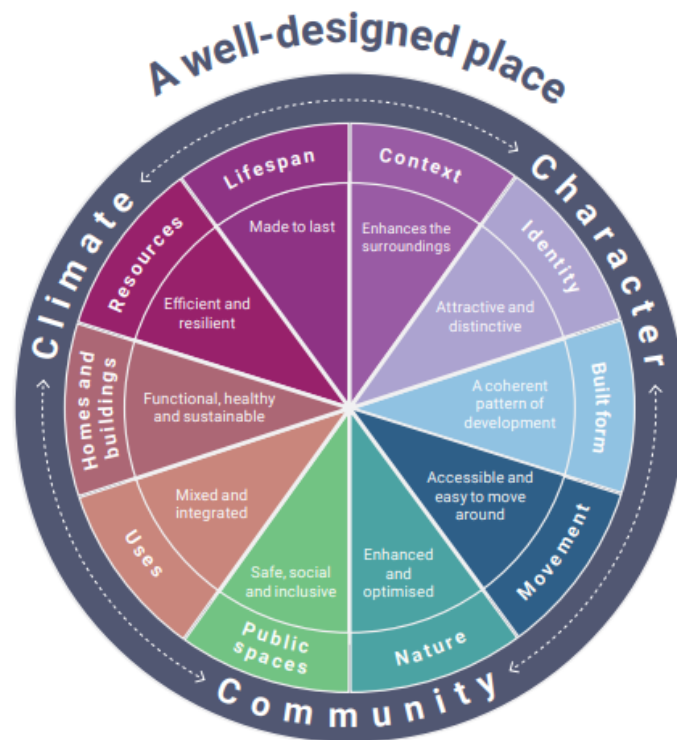 A well-designed place
Climate
Character
Community
Context
Enhances the
surroundings
Identity
Attractive and
distinctive
Built form
A coherent
pattern of
development
Movement
Accessible and
easy to move
around
Nature
Enhanced
and
optimised
Public
spaces
Safe, social
and inclusive
Uses
Mixed and
integrated
Homes and
buildings
Functional, healthy
and sustainable
Resources
Efficient and
resilient
Lifespan
Made to last